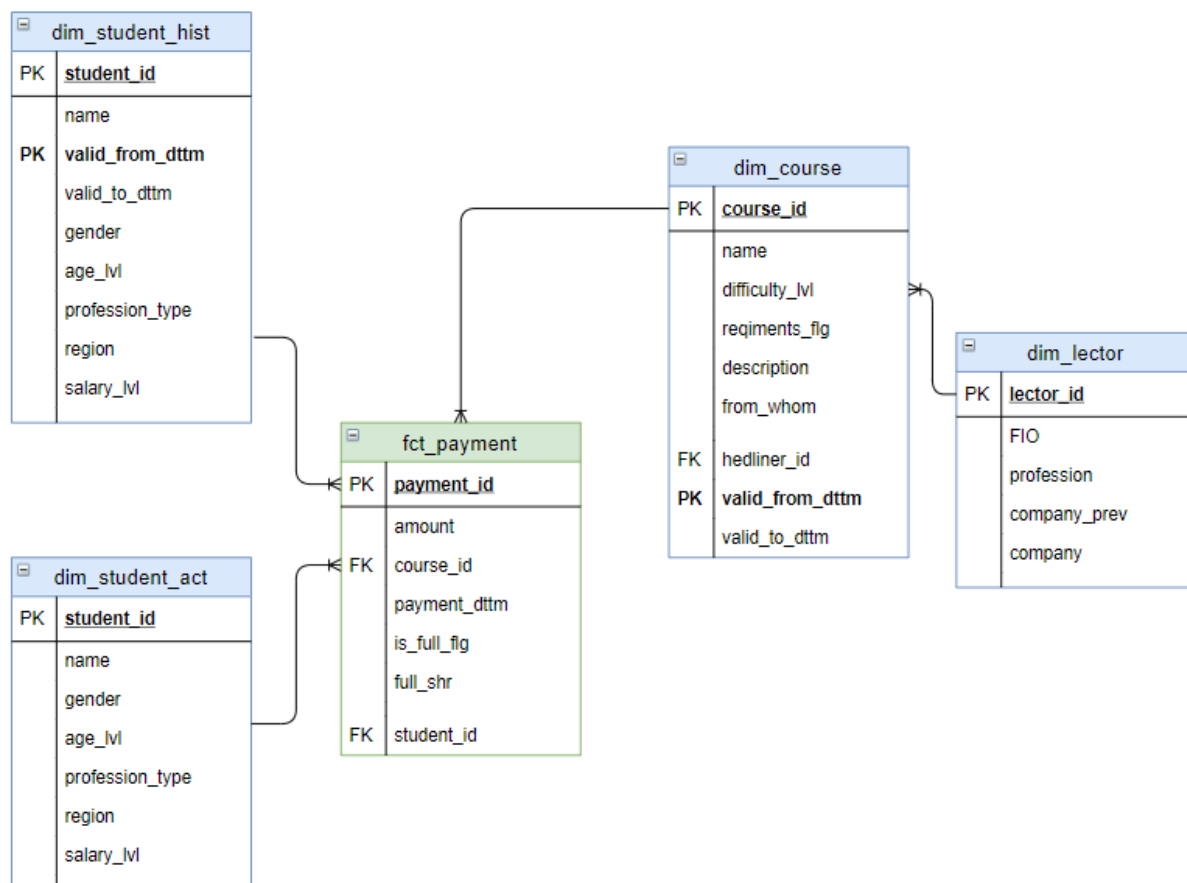 dim_student_hist
PK student_id
name
PK valid_from_dttm
valid_to_dttm
gender
age_lvl
profession_type
region
salary_lvl
dim_student_act
PK student_id
name
gender
age_lvl
profession_type
region
salary_lvl
fct_payment
PK payment_id
amount
FK course_id
payment_dttm
is_full_flg
full_shr
FK student_id
dim_course
PK course_id
name
difficulty_lvl
reqiments_flg
description
from_whom
FK hedliner_id
PK valid_from_dttm
valid_to_dttm
dim_lector
PK lector_id
FIO
profession
company_prev
company